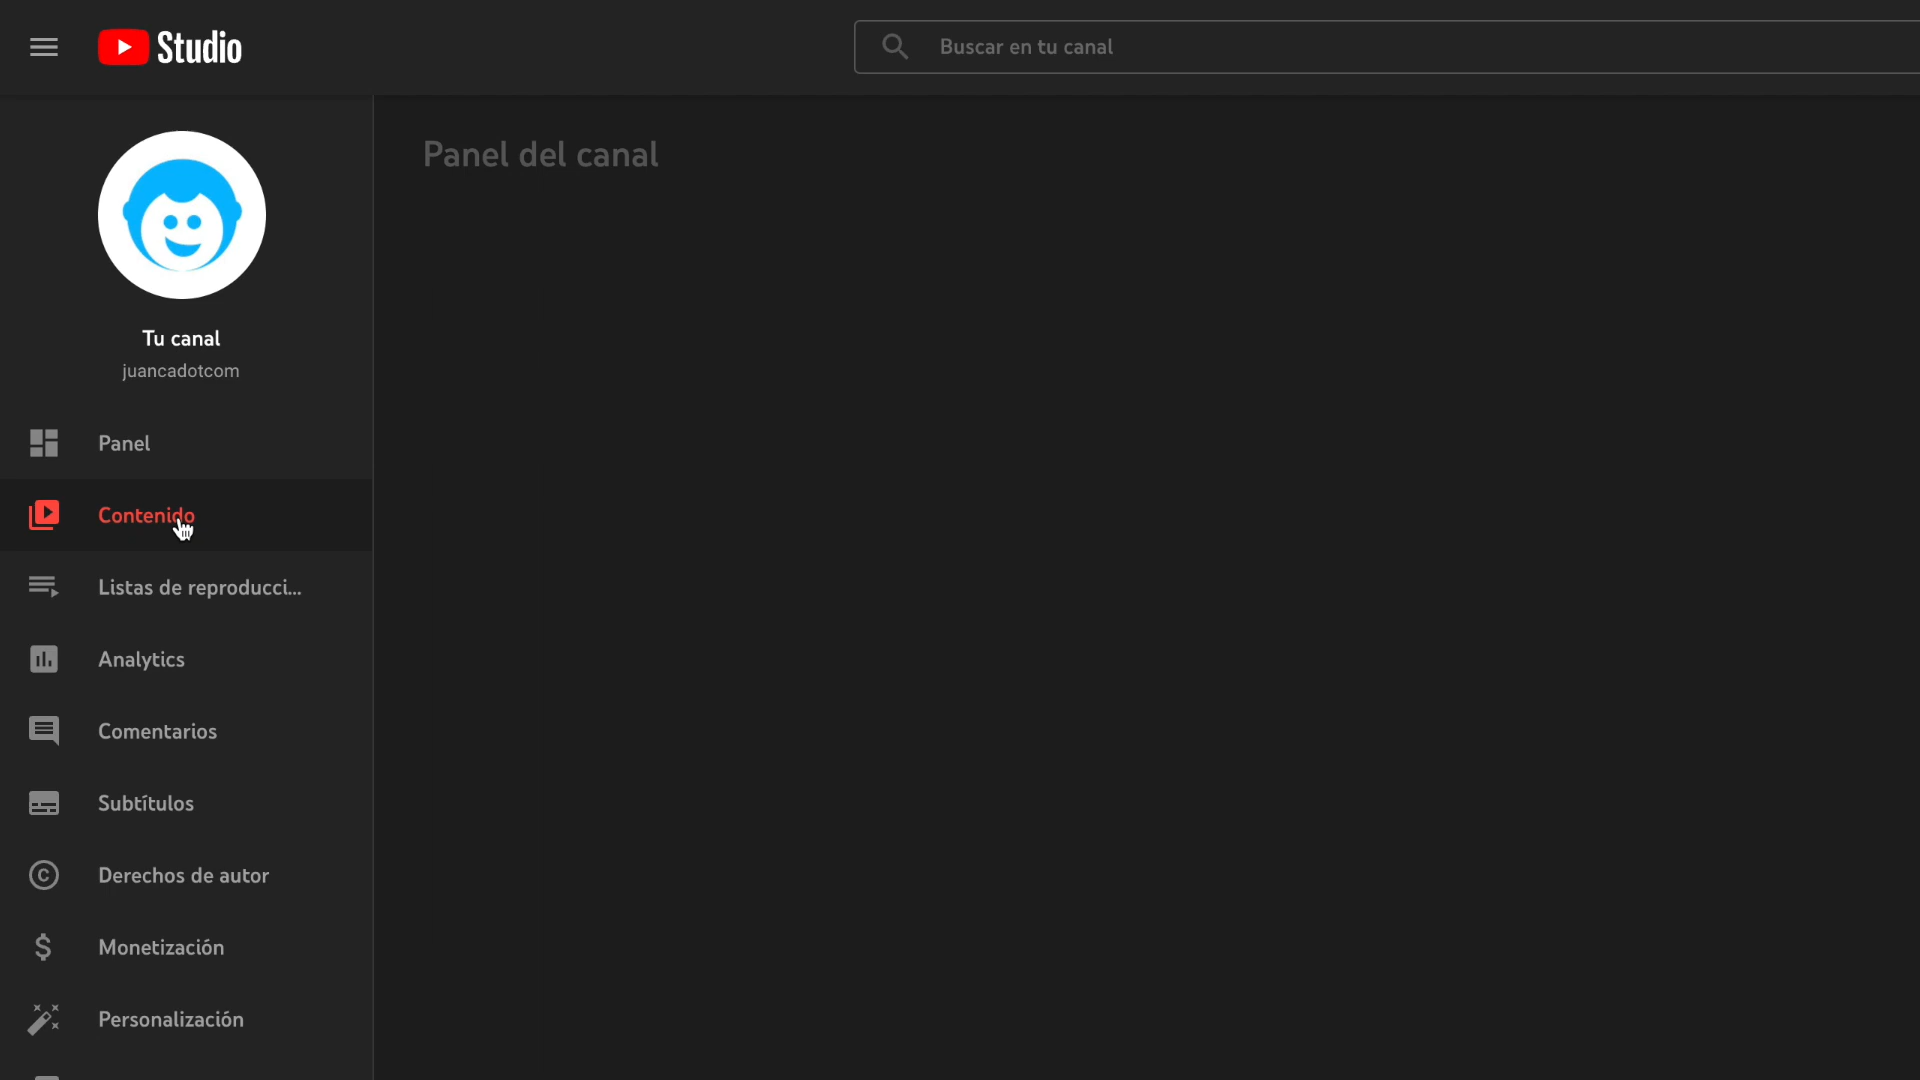 Studio
Buscar en tu canal
Panel del canal
Tu canal
juancadotcom
Panel
Contenido
Listas de reproducci...
Analytics
Comentarios
Subtítulos
Derechos de autor
Monetización
Personalización